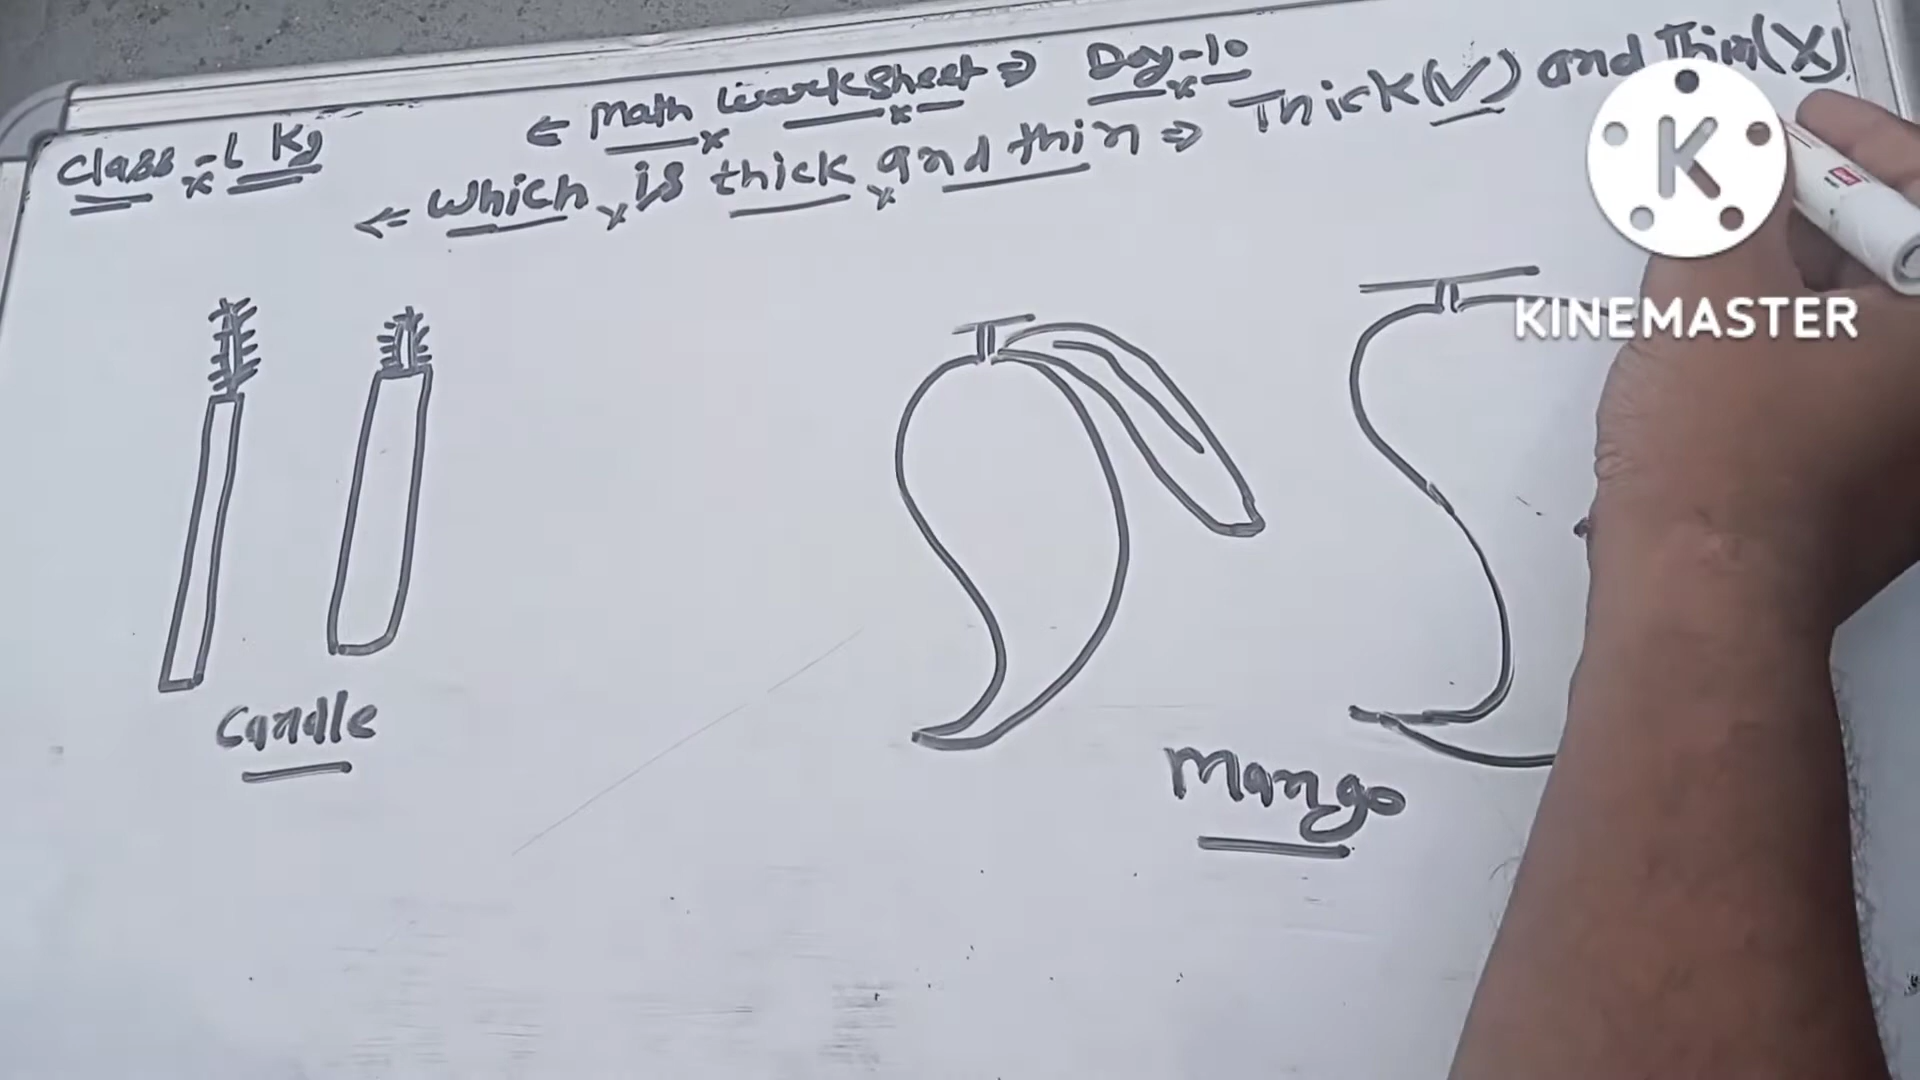 Class - L Kg
← Math Worksheet ⇒ Day-10
← Which is thick and thin ⇒ Thick(✓) and Thin(X)
Candle
Mango
K
KINEMASTER